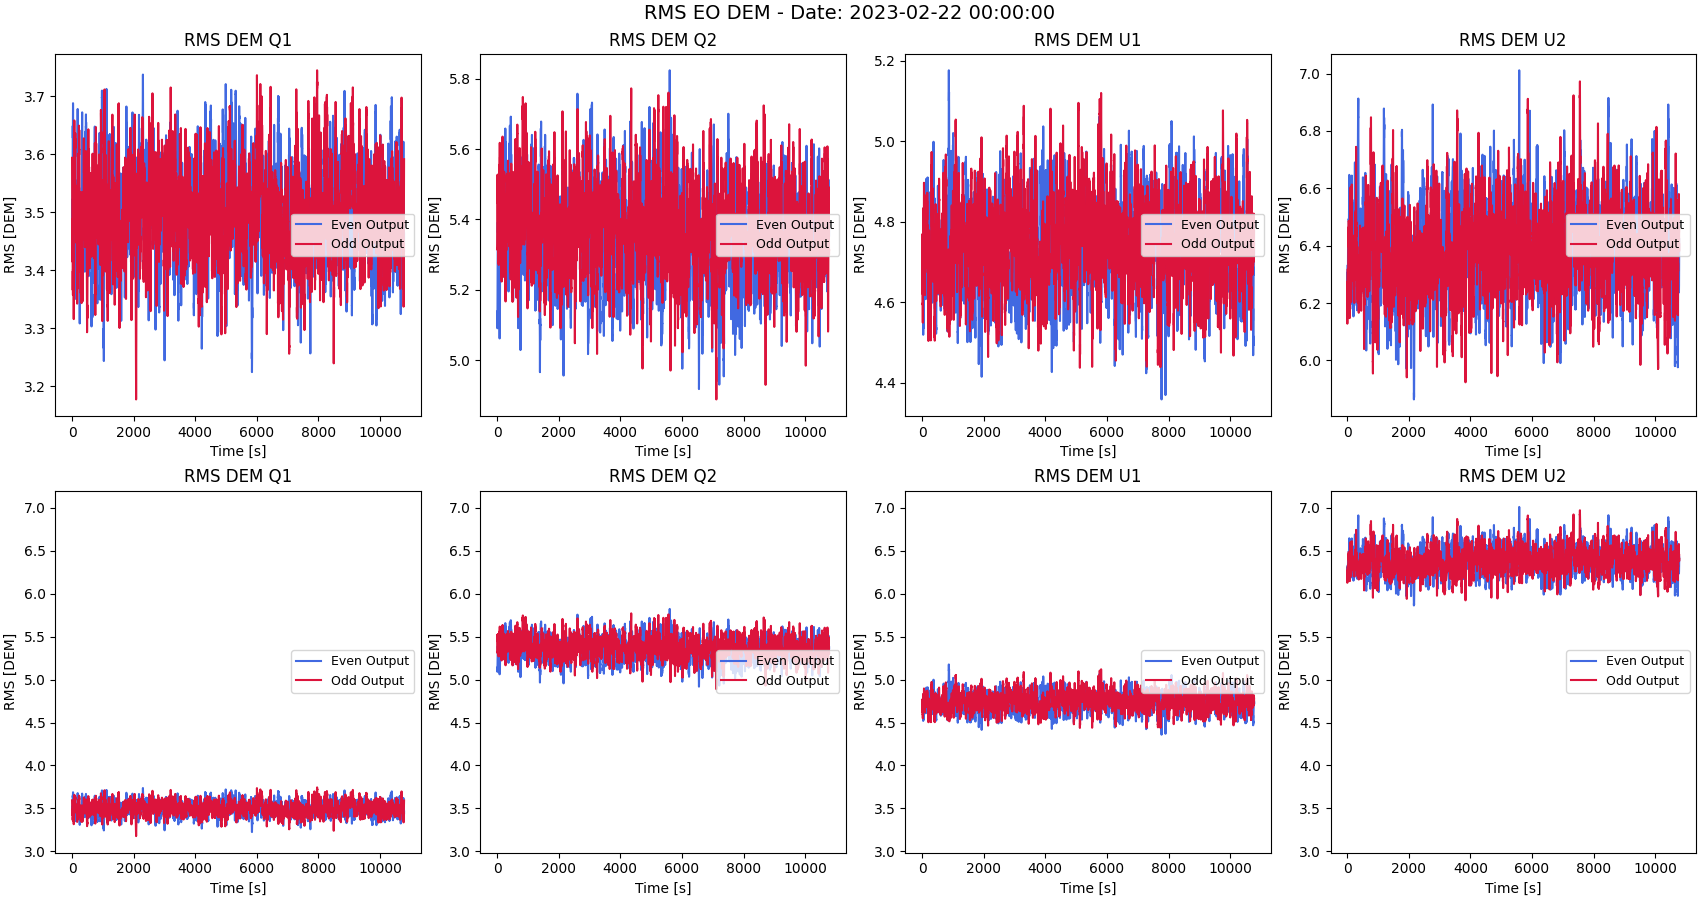 RMS EO DEM - Date: 2023-02-22 00:00:00
RMS DEM Q1
RMS [DEM]
3.7
3.6
3.5
3.4
3.3
3.2
Even Output
Odd Output
0 2000 4000 6000 8000 10000
Time [s]
RMS DEM Q2
RMS [DEM]
5.8
5.6
5.4
5.2
5.0
Even Output
Odd Output
0 2000 4000 6000 8000 10000
Time [s]
RMS DEM U1
RMS [DEM]
5.2
5.0
4.8
4.6
4.4
Even Output
Odd Output
0 2000 4000 6000 8000 10000
Time [s]
RMS DEM U2
RMS [DEM]
7.0
6.8
6.6
6.4
6.2
6.0
Even Output
Odd Output
0 2000 4000 6000 8000 10000
Time [s]
RMS DEM Q1
RMS [DEM]
7.0
6.5
6.0
5.5
5.0
4.5
4.0
3.5
3.0
Even Output
Odd Output
0 2000 4000 6000 8000 10000
Time [s]
RMS DEM Q2
RMS [DEM]
7.0
6.5
6.0
5.5
5.0
4.5
4.0
3.5
3.0
Even Output
Odd Output
0 2000 4000 6000 8000 10000
Time [s]
RMS DEM U1
RMS [DEM]
7.0
6.5
6.0
5.5
5.0
4.5
4.0
3.5
3.0
Even Output
Odd Output
0 2000 4000 6000 8000 10000
Time [s]
RMS DEM U2
RMS [DEM]
7.0
6.5
6.0
5.5
5.0
4.5
4.0
3.5
3.0
Even Output
Odd Output
0 2000 4000 6000 8000 10000
Time [s]